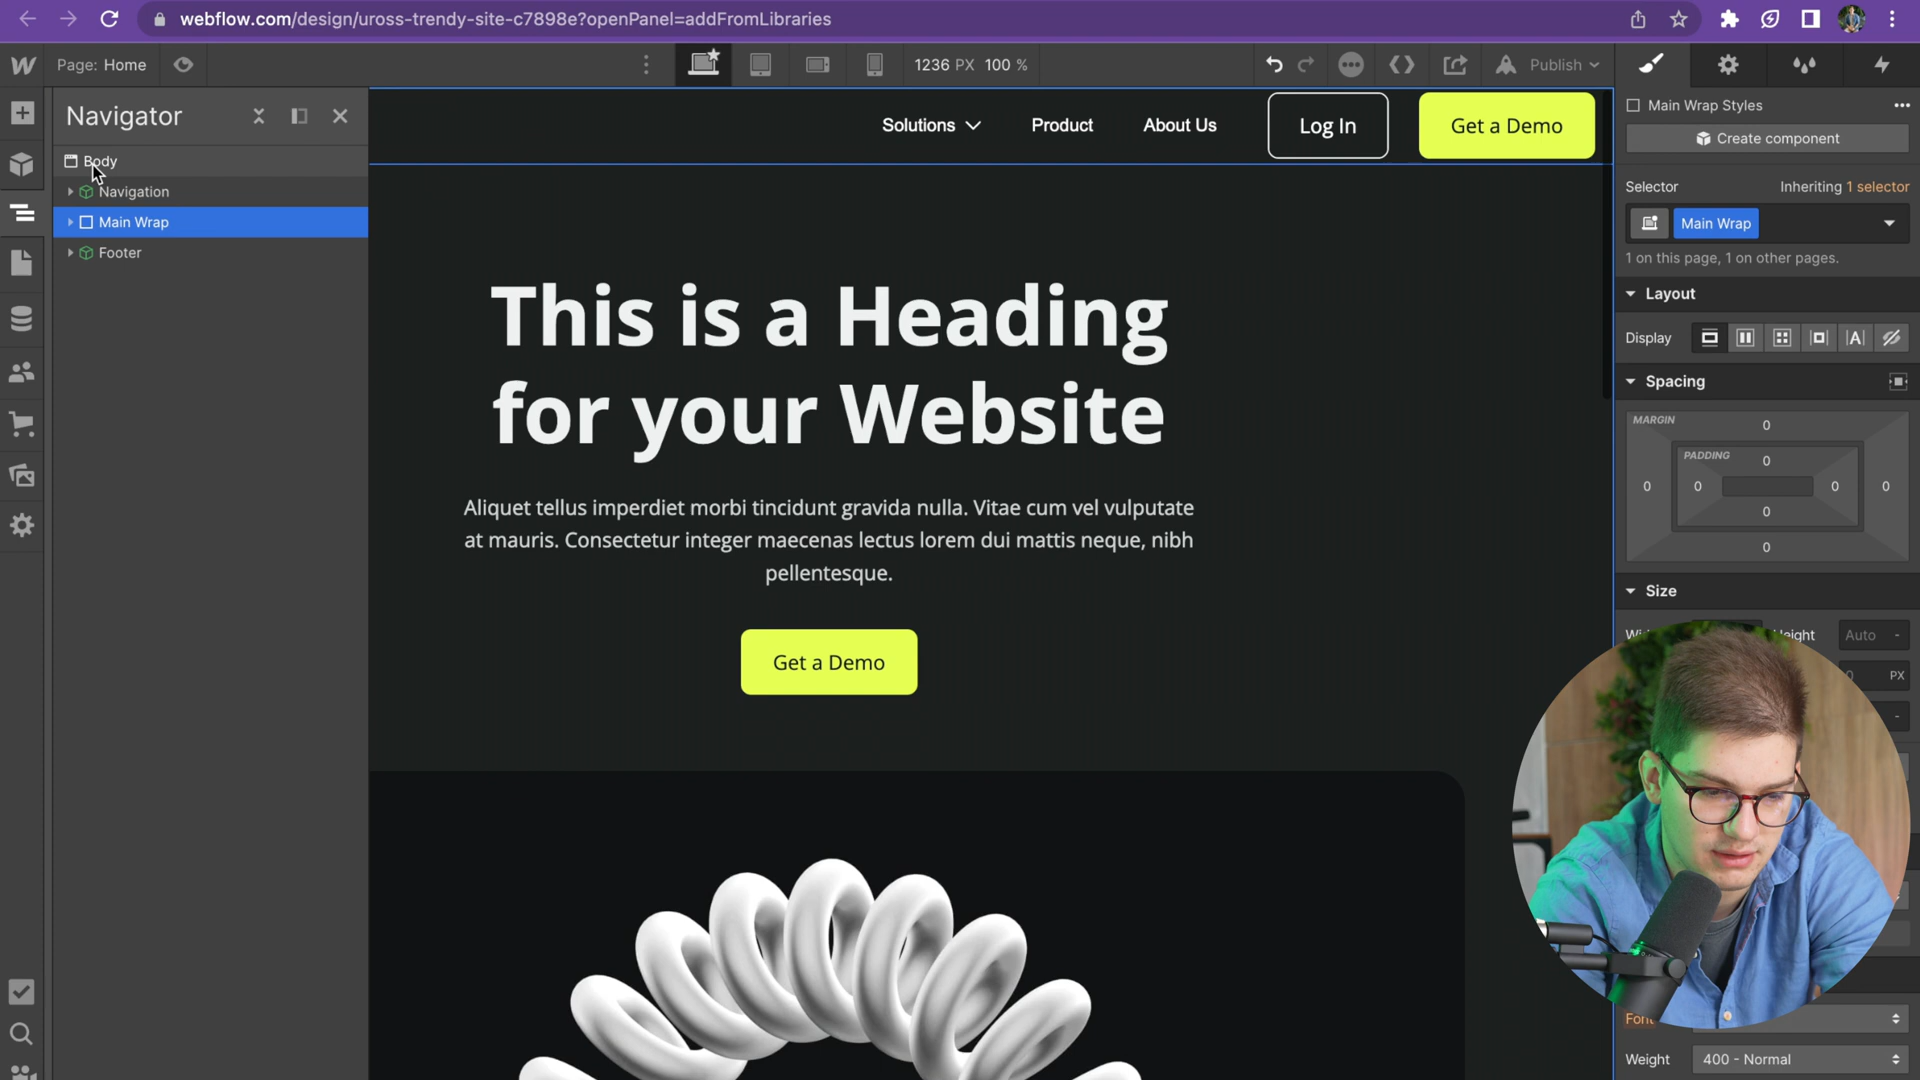 webflow.com/design/uross-trendy-site-c7898e?openPanel=addFromLibraries
Page: Home
1236 PX 100 %
Publish
Navigator
Body
Navigation
Main Wrap
Footer
Solutions
Product
About Us
Log In
Get a Demo
This is a Heading
for your Website
Aliquet tellus imperdiet morbi tincidunt gravida nulla. Vitae cum vel vulputate
at mauris. Consectetur integer maecenas lectus lorem dui mattis neque, nibh
pellentesque.
Get a Demo
Main Wrap Styles
Create component
Selector
Inheriting 1 selector
Main Wrap
1 on this page, 1 on other pages.
Layout
Display
Spacing
MARGIN
0
PADDING
0
0
0
0
0
0
0
Size
Auto -
PX
-
Weight
400 - Normal